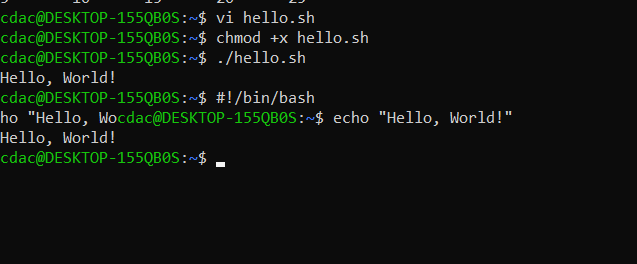 cdac@DESKTOP-155QB0S:~$ vi hello.sh
cdac@DESKTOP-155QB0S:~$ chmod +x hello.sh
cdac@DESKTOP-155QB0S:~$ ./hello.sh
Hello, World!
cdac@DESKTOP-155QB0S:~$ #!/bin/bash
ho "Hello, Wocdac@DESKTOP-155QB0S:~$ echo "Hello, World!"
Hello, World!
cdac@DESKTOP-155QB0S:~$